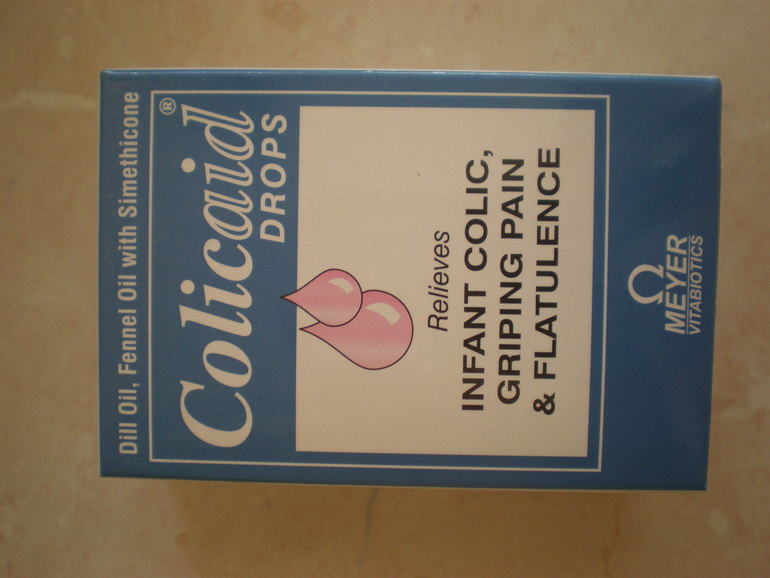 Dill Oil, Fennel Oil with Simethicone
Colicaid®
DROPS
Relieves
INFANT COLIC,
GRIPING PAIN
& FLATULENCE
MEYER
VITABIOTICS